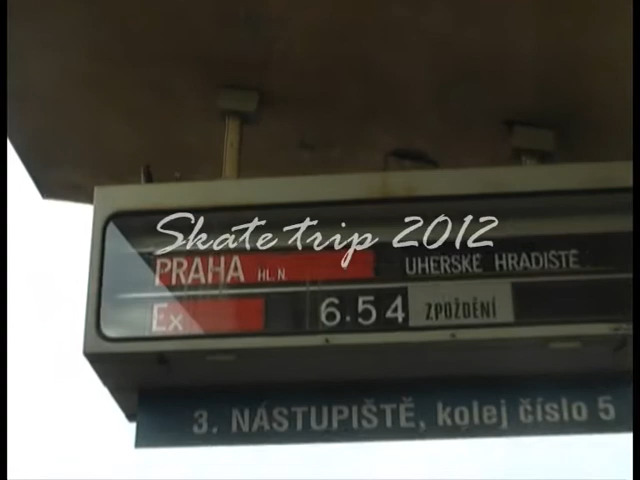 Skate trip 2012
PRAHA HL. N UHERSKÉ HRADIŠTĚ
Ex 6.54 ZPOŽDĚNÍ
3. NÁSTUPIŠTĚ, kolej číslo 5